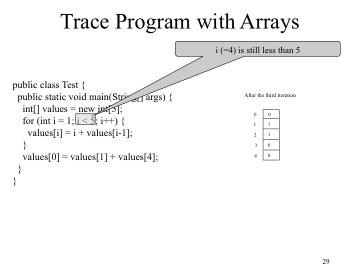 Trace Program with Arrays
i (=4) is still less than 5
public class Test {
public static void main(String[] args) {
int[] values = new int[5];
for (int i = 1; i < 5; i++) {
values[i] = i + values[i-1];
}
values[0] = values[1] + values[4];
}
}
After the third iteration
0 0
1 1
2 3
3 6
4 0
29